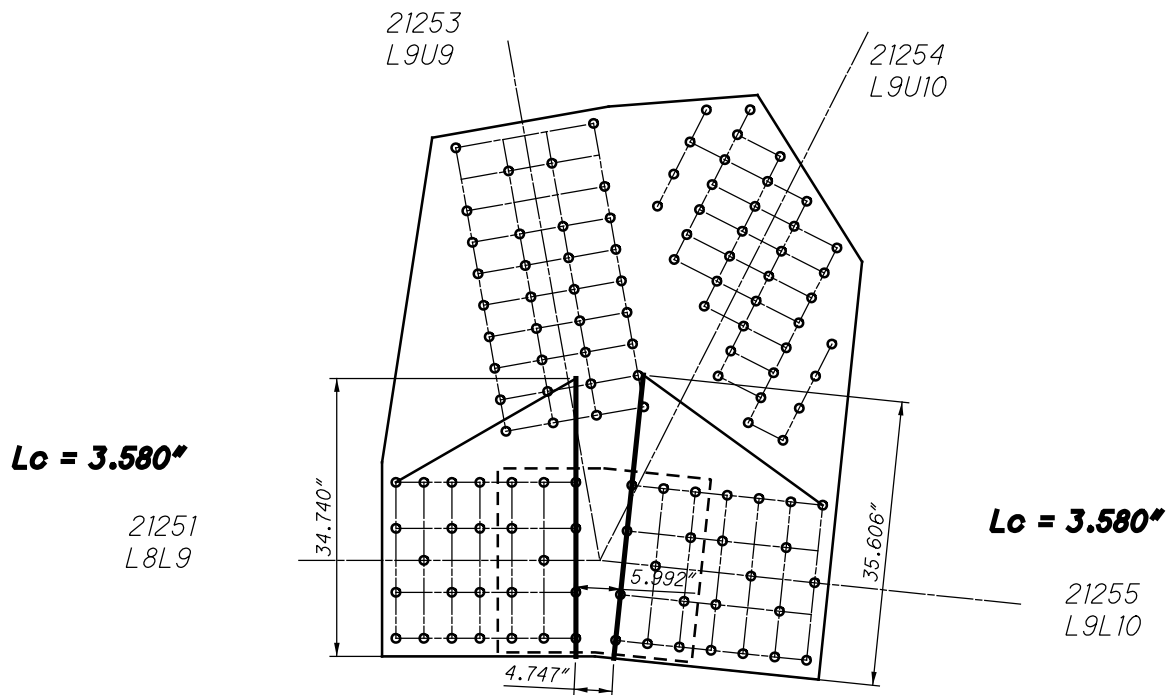 21253
L9U9
21254
L9U10
Lc = 3.580"
34.740"
21251
L8L9
5.992"
35.606"
Lc = 3.580"
21255
L9L10
4.747"